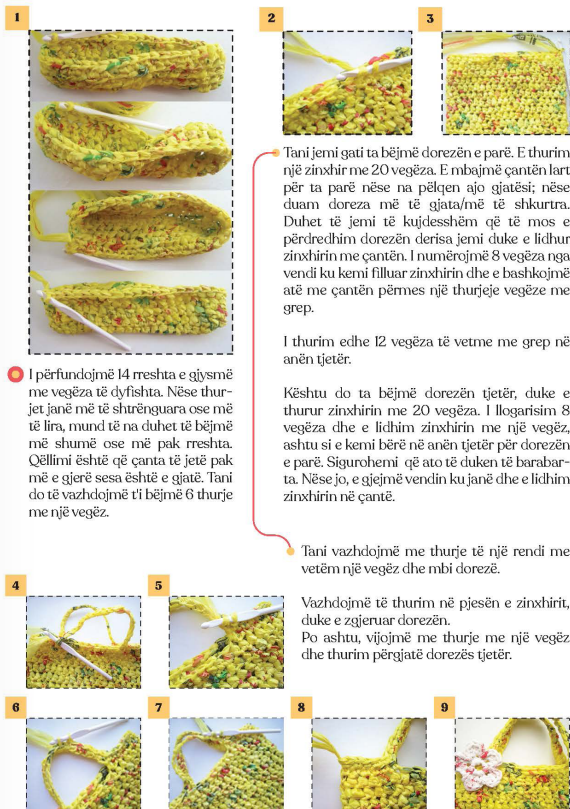 1
2
3
Tani jemi gati ta bëjmë dorezën e parë. E thurim
një zinxhir me 20 vegëza. E mbajmë çantën lart
për ta parë nëse na pëlqen ajo gjatësi; nëse
duam doreza më të gjata/më të shkurtra.
Duhet të jemi të kujdesshëm që të mos e
përdredhim dorezën derisa jemi duke e lidhur
zinxhirin me çantën. I numërojmë 8 vegëza nga
vendi ku kemi filluar zinxhirin dhe e bashkojmë
atë me çantën përmes një thurjeje vegëze me
grep.
I thurim edhe 12 vegëza të vetme me grep në
anën tjetër.
Kështu do ta bëjmë dorezën tjetër, duke e
thurur zinxhirin me 20 vegëza. I llogarisim 8
vegëza dhe e lidhim zinxhirin me një vegëz,
ashtu si e kemi bërë në anën tjetër për dorezën
e parë. Sigurohemi që ato të duken të barabar-
ta. Nëse jo, e gjejmë vendin ku janë dhe e lidhim
zinxhirin në çantë.
I përfundojmë 14 rreshta e gjysmë
me vegëza të dyfishta. Nëse thur-
jet janë më të shtrënguara ose më
të lira, mund të na duhet të bëjmë
më shumë ose më pak rreshta.
Qëllimi është që çanta të jetë pak
më e gjerë sesa është e gjatë. Tani
do të vazhdojmë t'i bëjmë 6 thurje
me një vegëz.
Tani vazhdojmë me thurje të një rendi me
vetëm një vegëz dhe mbi dorezë.
Vazhdojmë të thurim në pjesën e zinxhirit,
duke e zgjeruar dorezën.
Po ashtu, vijojmë me thurje me një vegëz
dhe thurim përgjatë dorezës tjetër.
4
5
6
7
8
9